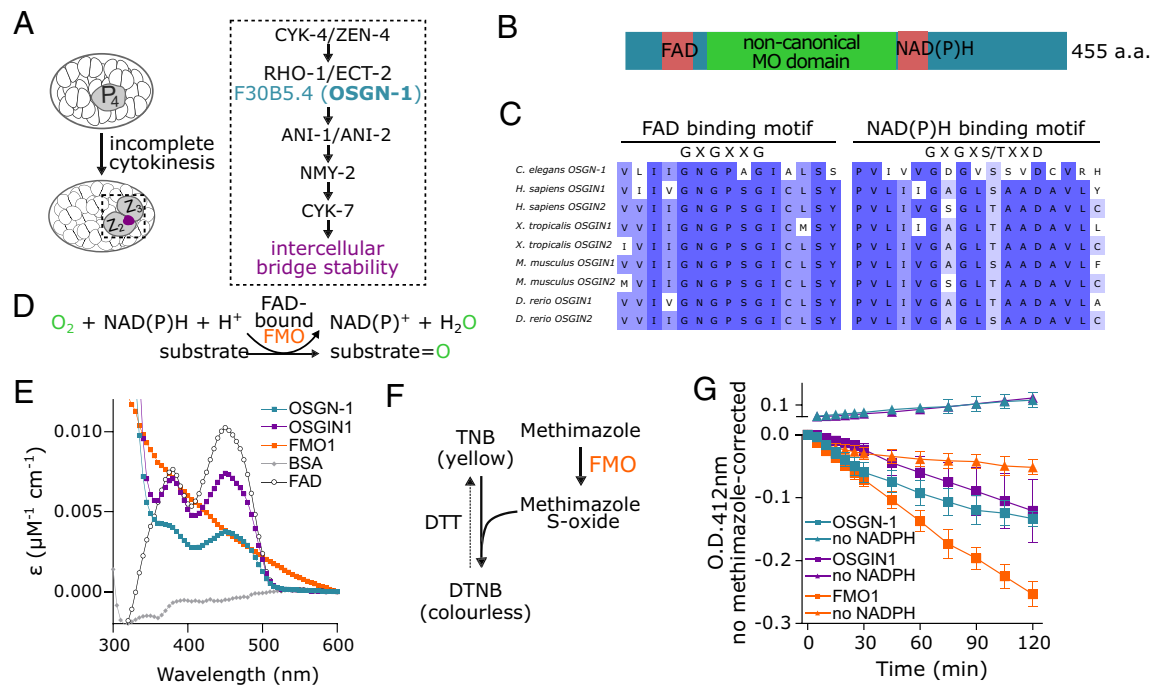 A
P4
incomplete
cytokinesis
Z3
Z2
CYK-4/ZEN-4
RHO-1/ECT-2
F30B5.4 (OSGN-1)
ANI-1/ANI-2
NMY-2
CYK-7
intercellular
bridge stability
B
FAD
non-canonical
MO domain
NAD(P)H
455 a.a.
C
FAD binding motif
NAD(P)H binding motif
G X G X X G
G X G X S/T X X D
C. elegans OSGN-1 V L I I G N G P A G I A L S S P V I V V G D G V S S V D C V R H
H. sapiens OSGIN1 V I I V G N G P S G I C L S Y P V L I I G A G L S A A D A V L Y
H. sapiens OSGIN2 V V I I G N G P S G I C L S Y P V L I V G S G L T A A D A V L C
X. tropicalis OSGIN1 V V I I G N G P S G I C L M Y P V L I I G A G L T A A D A V L L
X. tropicalis OSGIN2 I V I I G N G P S G I C L S Y P V L I V G A G L T A A D A V L C
M. musculus OSGIN1 V V I I G N G P S G I C L S Y P V L I V G A G L S A A D A V L F
M. musculus OSGIN2 M V I I G N G P S G I C L S Y P V L I V G S G L T A A D A V L C
D. rerio OSGIN1 V V I V G N G P S G I C L S Y P V L I V G A G L T A A D A V L A
D. rerio OSGIN2 V V I I G N G P S G I C L S Y P V L I V G A G L S A A D A V L C
D
O2 + NAD(P)H + H+
FAD-
bound
FMO
NAD(P)+ + H2O
substrate
substrate=O
E
ε (µM-1 cm-1)
0.010
0.005
0.000
300
400
500
600
Wavelength (nm)
OSGN-1
OSGIN1
FMO1
BSA
FAD
F
TNB
(yellow)
Methimazole
FMO
Methimazole
S-oxide
DTT
DTNB
(colourless)
G
O.D.412nm
no methimazole-corrected
0.1
0.0
-0.1
-0.2
-0.3
OSGN-1
no NADPH
OSGIN1
no NADPH
FMO1
no NADPH
0
30
60
90
120
Time (min)